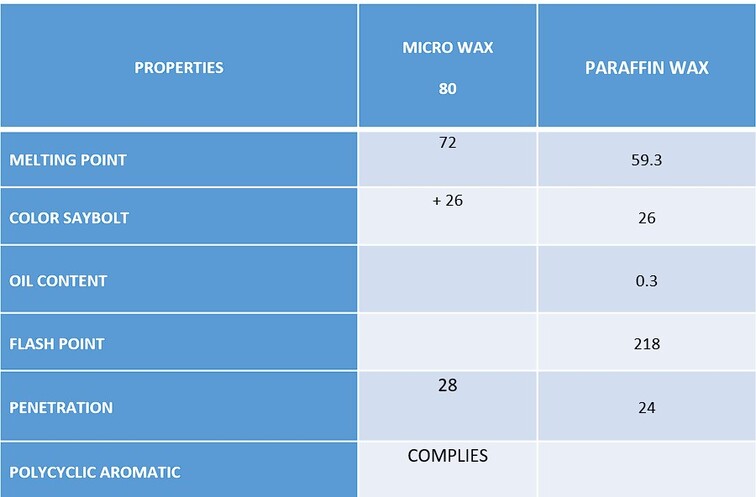 PROPERTIES
MICRO WAX
80
PARAFFIN WAX
MELTING POINT
72
59.3
COLOR SAYBOLT
+ 26
26
OIL CONTENT
0.3
FLASH POINT
218
PENETRATION
28
24
POLYCYCLIC AROMATIC
COMPLIES